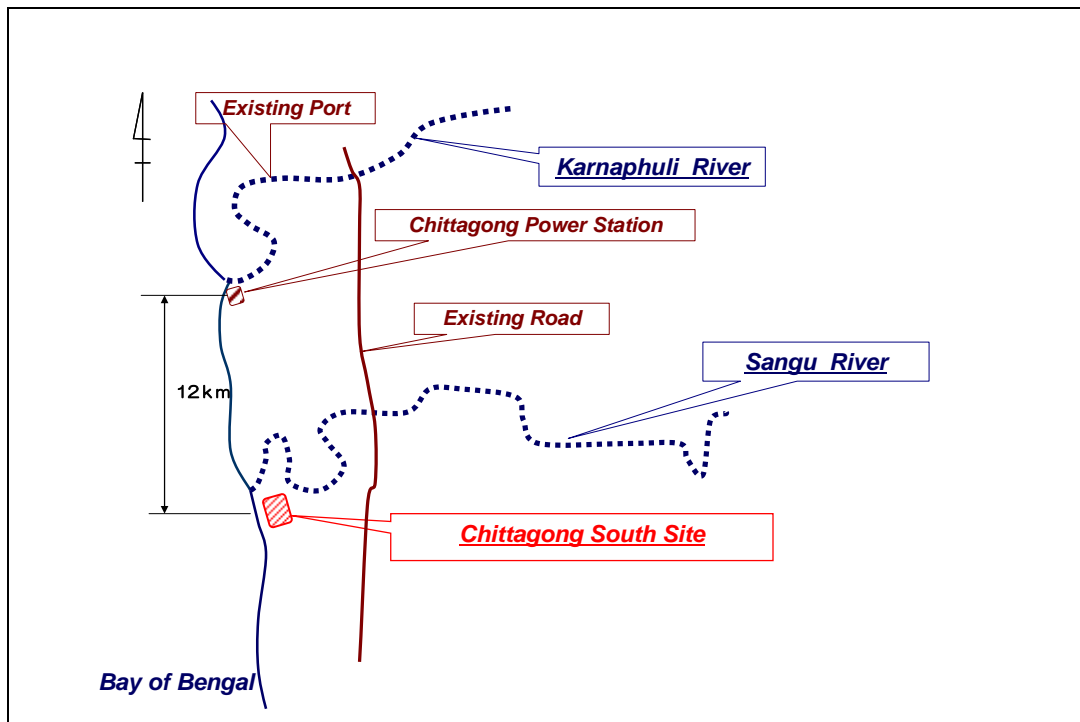 Existing Port
Karnaphuli River
Chittagong Power Station
Existing Road
Sangu River
12km
Chittagong South Site
Bay of Bengal